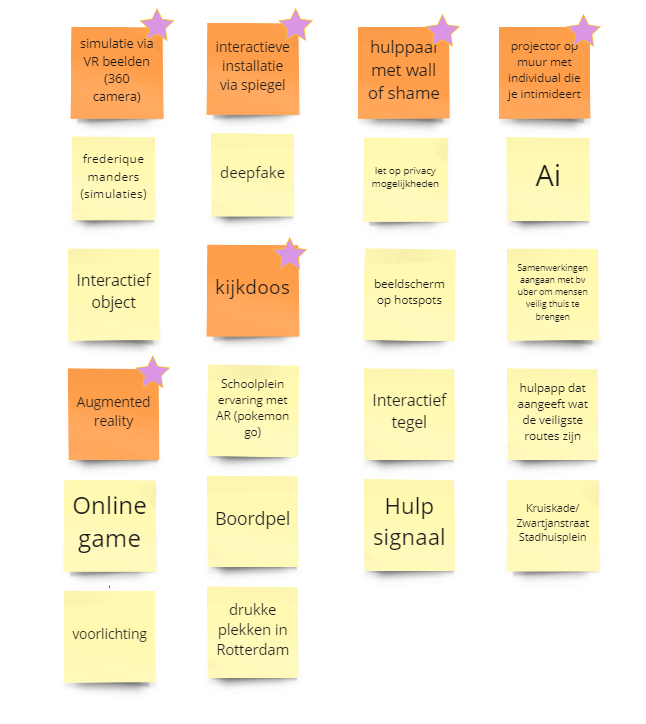 simulatie via
VR beelden
(360
camera)
interactieve
installatie
via spiegel
hulppaal
met wall
of shame
projector op
muur met
individual die
je intimideert
frederique
manders
(simulaties)
deepfake
let op privacy
mogelijkheden
Ai
Interactief
object
kijkdoos
beeldscherm
op hotspots
Samenwerkingen
aangaan met bv
uber om mensen
veilig thuis te
brengen
Augmented
reality
Schoolplein
ervaring met
AR (pokemon
go)
Interactief
tegel
hulpapp dat
aangeeft wat
de veiligste
routes zijn
Online
game
Boordpel
Hulp
signaal
Kruiskade/
Zwartjanstraat
Stadhuisplein
voorlichting
drukke
plekken in
Rotterdam